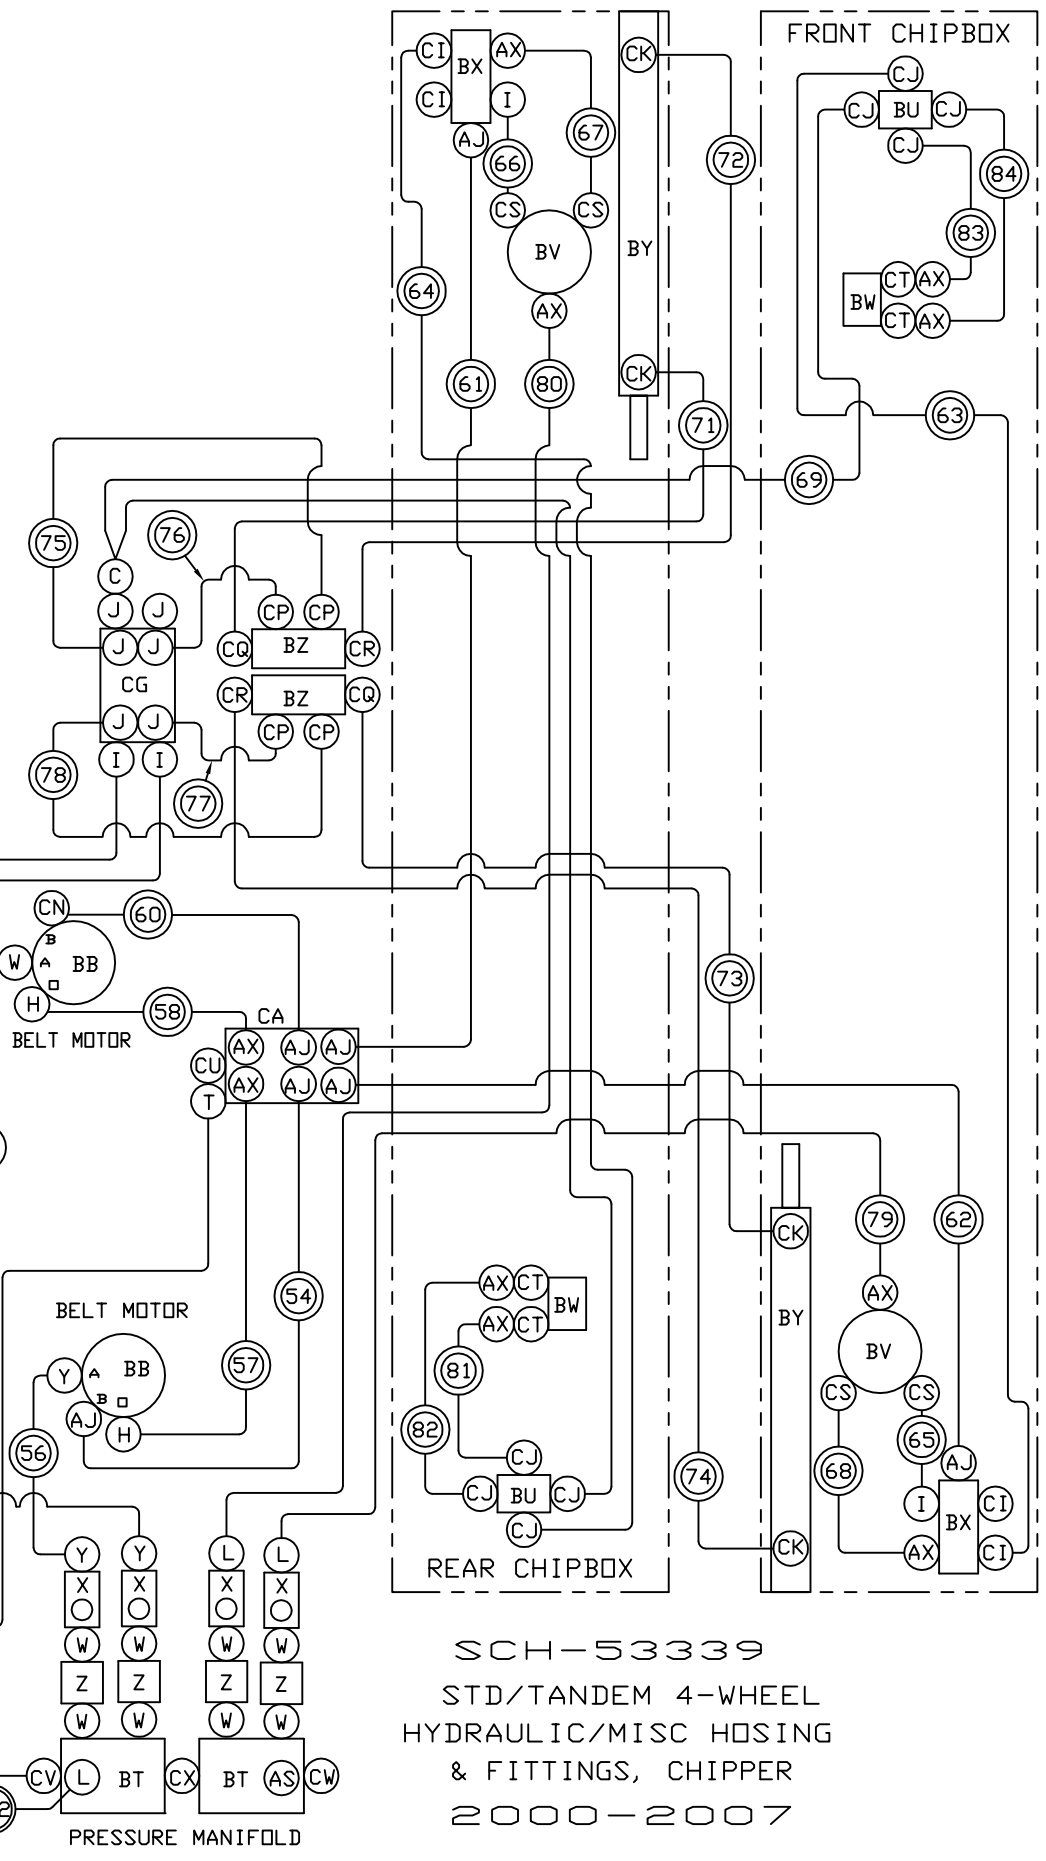 FRONT CHIPBOX
CI BX AX CK CJ
CI I CJ BU CJ
AJ 67 CJ
66 72 84
CS CS
BV BY 83
CT AX
64 AX BW
CT AX
61 80 CK
71 63
69
75 76
C
J J CP CP
J J CQ BZ CR
CG
CR BZ CQ
J J CP CP
I I
78 77
CN 60
B
W A BB 73
H 58 CA
BELT MOTOR AX AJ AJ
CU
AX AJ AJ
T
79 62
CK
54 AX CT AX
BELT MOTOR BW
AX CT BY
BB BV
Y A 57 81
B CS CS
AJ 82
H 65
56 CJ AJ
74 68
CJ BU CJ I CI
BX
CJ CK AX CI
Y Y L L
REAR CHIPBOX
X X X X
W W W W
Z Z Z Z
W W W W
CV L BT CX BT AS CW
PRESSURE MANIFOLD
SCH-53339
STD/TANDEM 4-WHEEL
HYDRAULIC/MISC HOSING
& FITTINGS, CHIPPER
2000-2007